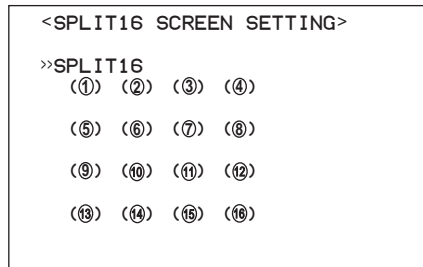 <SPLIT16 SCREEN SETTING>
»SPLIT16
(①) (②) (③) (④)
(⑤) (⑥) (⑦) (⑧)
(⑨) (⑩) (⑪) (⑫)
(⑬) (⑭) (⑮) (⑯)